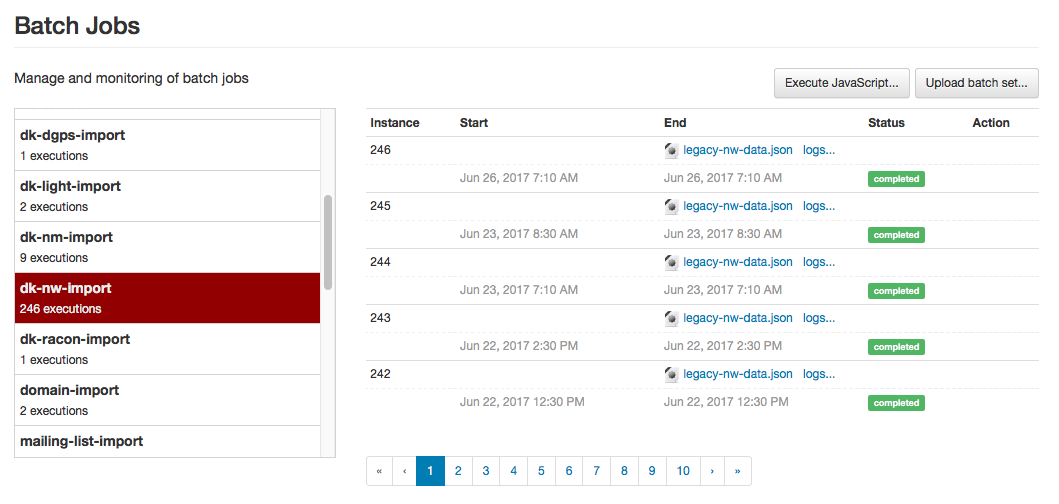 Batch Jobs
Manage and monitoring of batch jobs
Execute JavaScript...
Upload batch set...
dk-dgps-import
1 executions
dk-light-import
2 executions
dk-nm-import
9 executions
dk-nw-import
246 executions
dk-racon-import
1 executions
domain-import
2 executions
mailing-list-import
Instance Start End Status Action
246 legacy-nw-data.json logs...
Jun 26, 2017 7:10 AM Jun 26, 2017 7:10 AM completed
245 legacy-nw-data.json logs...
Jun 23, 2017 8:30 AM Jun 23, 2017 8:30 AM completed
244 legacy-nw-data.json logs...
Jun 23, 2017 7:10 AM Jun 23, 2017 7:10 AM completed
243 legacy-nw-data.json logs...
Jun 22, 2017 2:30 PM Jun 22, 2017 2:30 PM completed
242 legacy-nw-data.json logs...
Jun 22, 2017 12:30 PM Jun 22, 2017 12:30 PM completed
« ‹ 1 2 3 4 5 6 7 8 9 10 › »